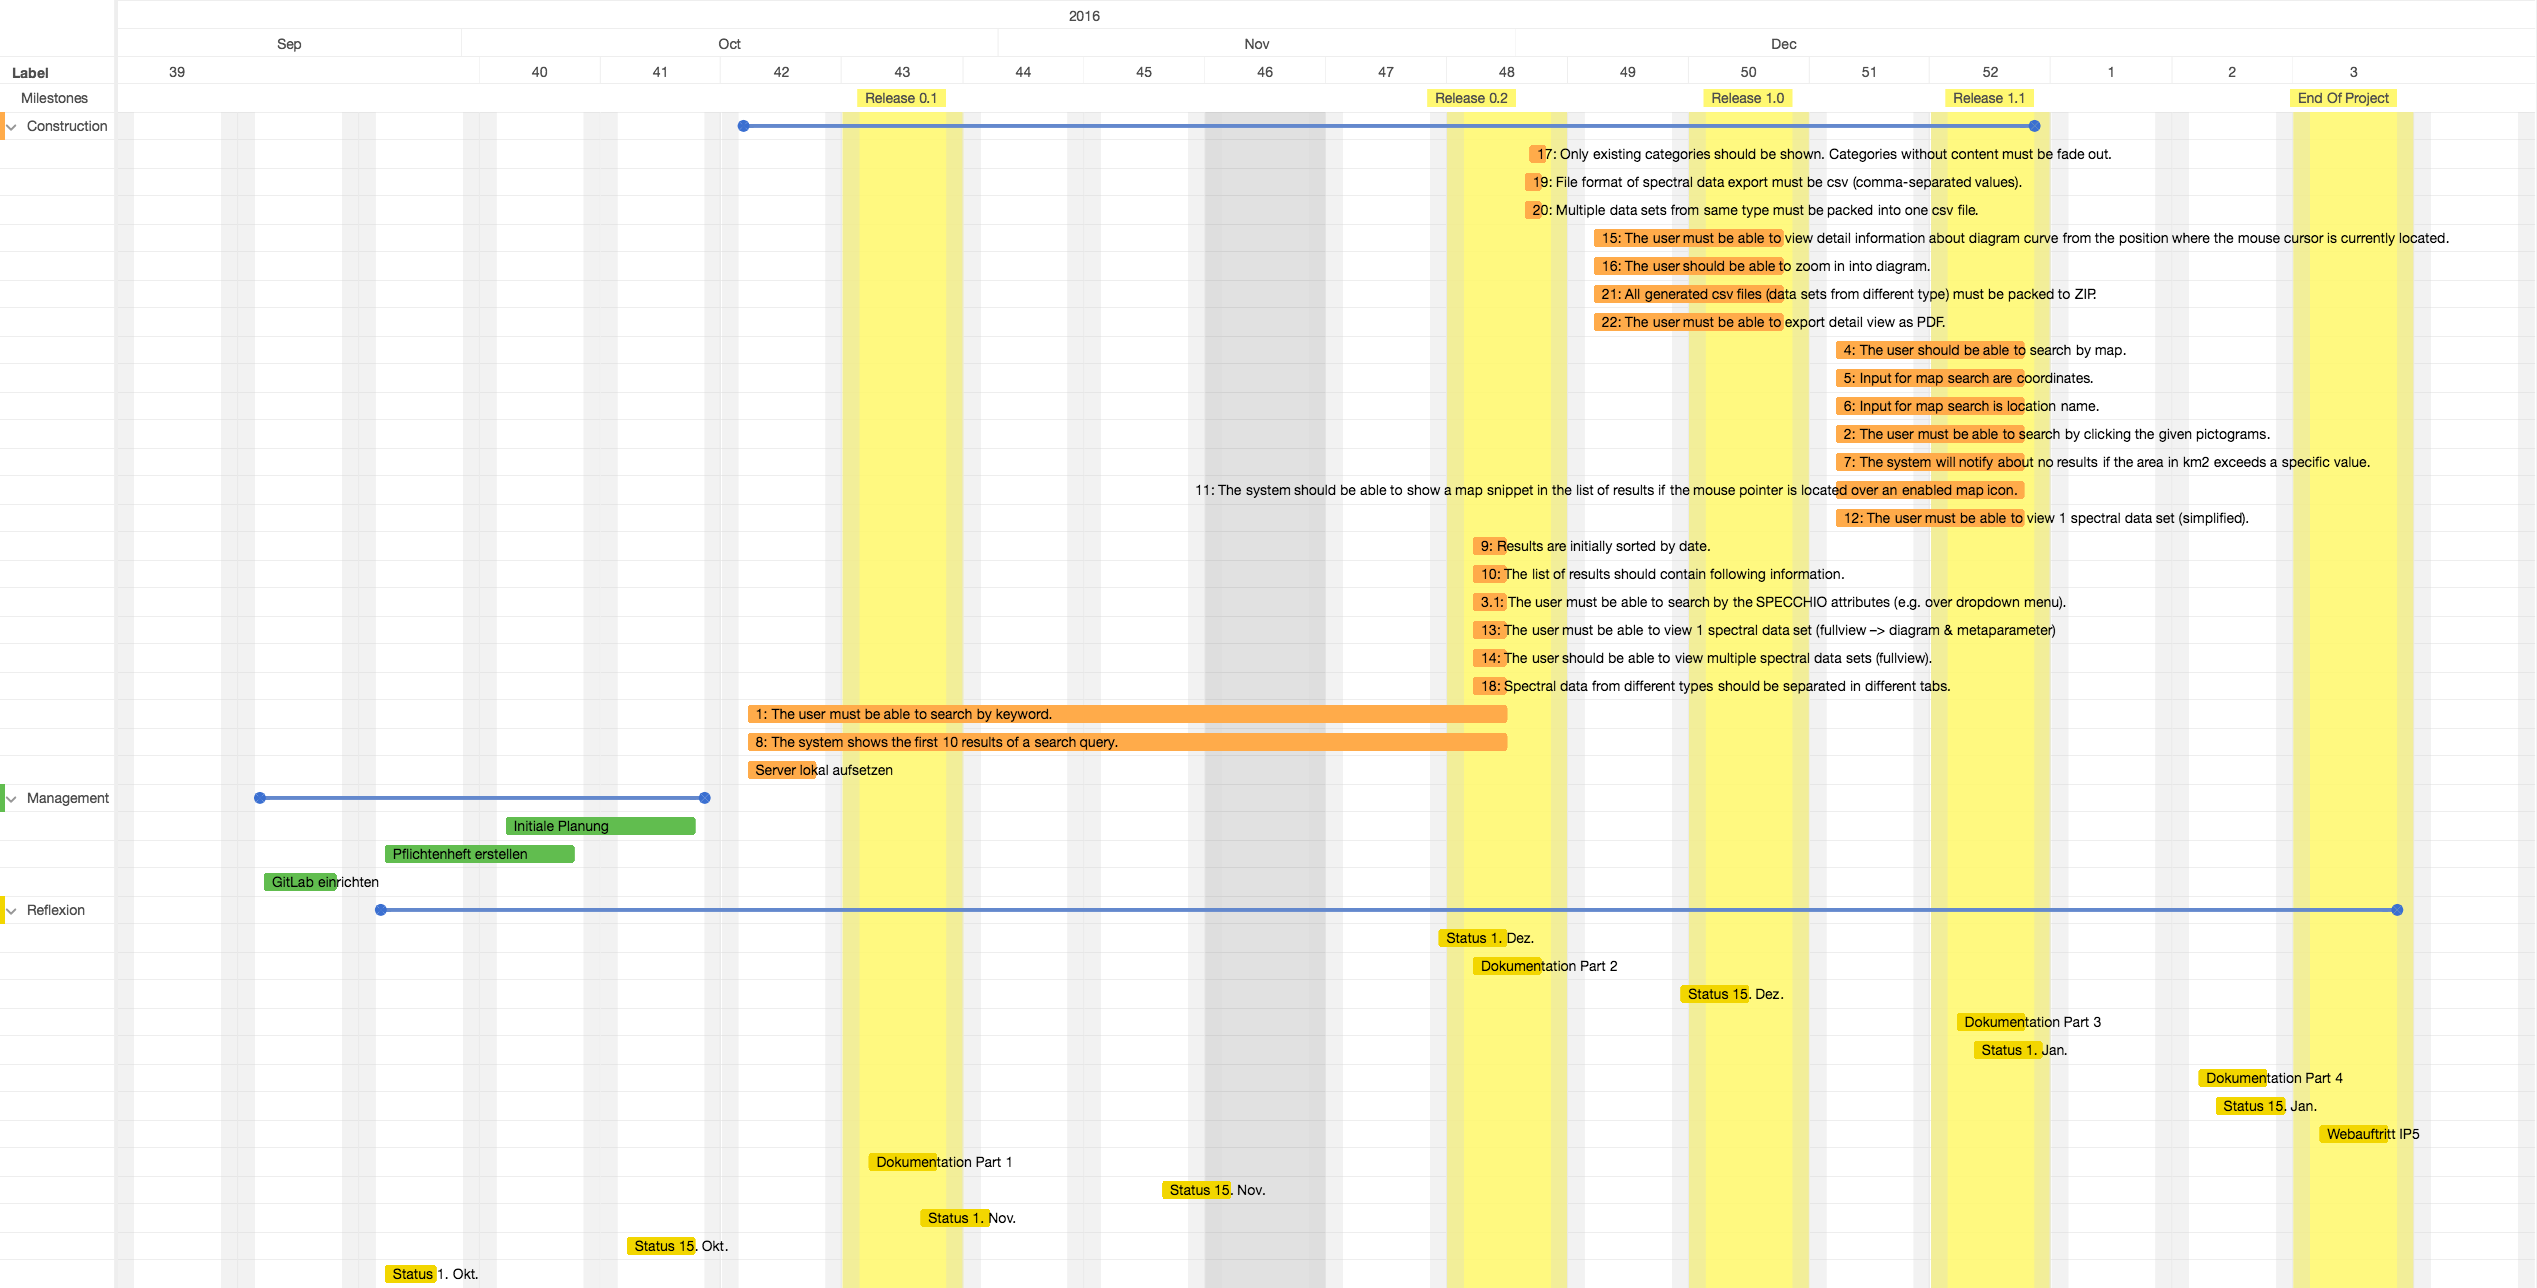 2016
Sep Oct Nov Dec
Label 39 40 41 42 43 44 45 46 47 48 49 50 51 52 1 2 3
Milestones Release 0.1 Release 0.2 Release 1.0 Release 1.1 End Of Project
Construction
17: Only existing categories should be shown. Categories without content must be fade out.
19: File format of spectral data export must be csv (comma-separated values).
20: Multiple data sets from same type must be packed into one csv file.
15: The user must be able to view detail information about diagram curve from the position where the mouse cursor is currently located.
16: The user should be able to zoom in into diagram.
21: All generated csv files (data sets from different type) must be packed to ZIP.
22: The user must be able to export detail view as PDF.
4: The user should be able to search by map.
5: Input for map search are coordinates.
6: Input for map search is location name.
2: The user must be able to search by clicking the given pictograms.
7: The system will notify about no results if the area in km2 exceeds a specific value.
11: The system should be able to show a map snippet in the list of results if the mouse pointer is located over an enabled map icon.
12: The user must be able to view 1 spectral data set (simplified).
9: Results are initially sorted by date.
10: The list of results should contain following information.
3.1: The user must be able to search by the SPECCHIO attributes (e.g. over dropdown menu).
13: The user must be able to view 1 spectral data set (fullview –> diagram & metaparameter)
14: The user should be able to view multiple spectral data sets (fullview).
18: Spectral data from different types should be separated in different tabs.
1: The user must be able to search by keyword.
8: The system shows the first 10 results of a search query.
Server lokal aufsetzen
Management
Initiale Planung
Pflichtenheft erstellen
GitLab einrichten
Reflexion
Status 1. Dez.
Dokumentation Part 2
Status 15. Dez.
Dokumentation Part 3
Status 1. Jan.
Dokumentation Part 4
Status 15. Jan.
Webauftritt IP5
Dokumentation Part 1
Status 15. Nov.
Status 1. Nov.
Status 15. Okt.
Status 1. Okt.